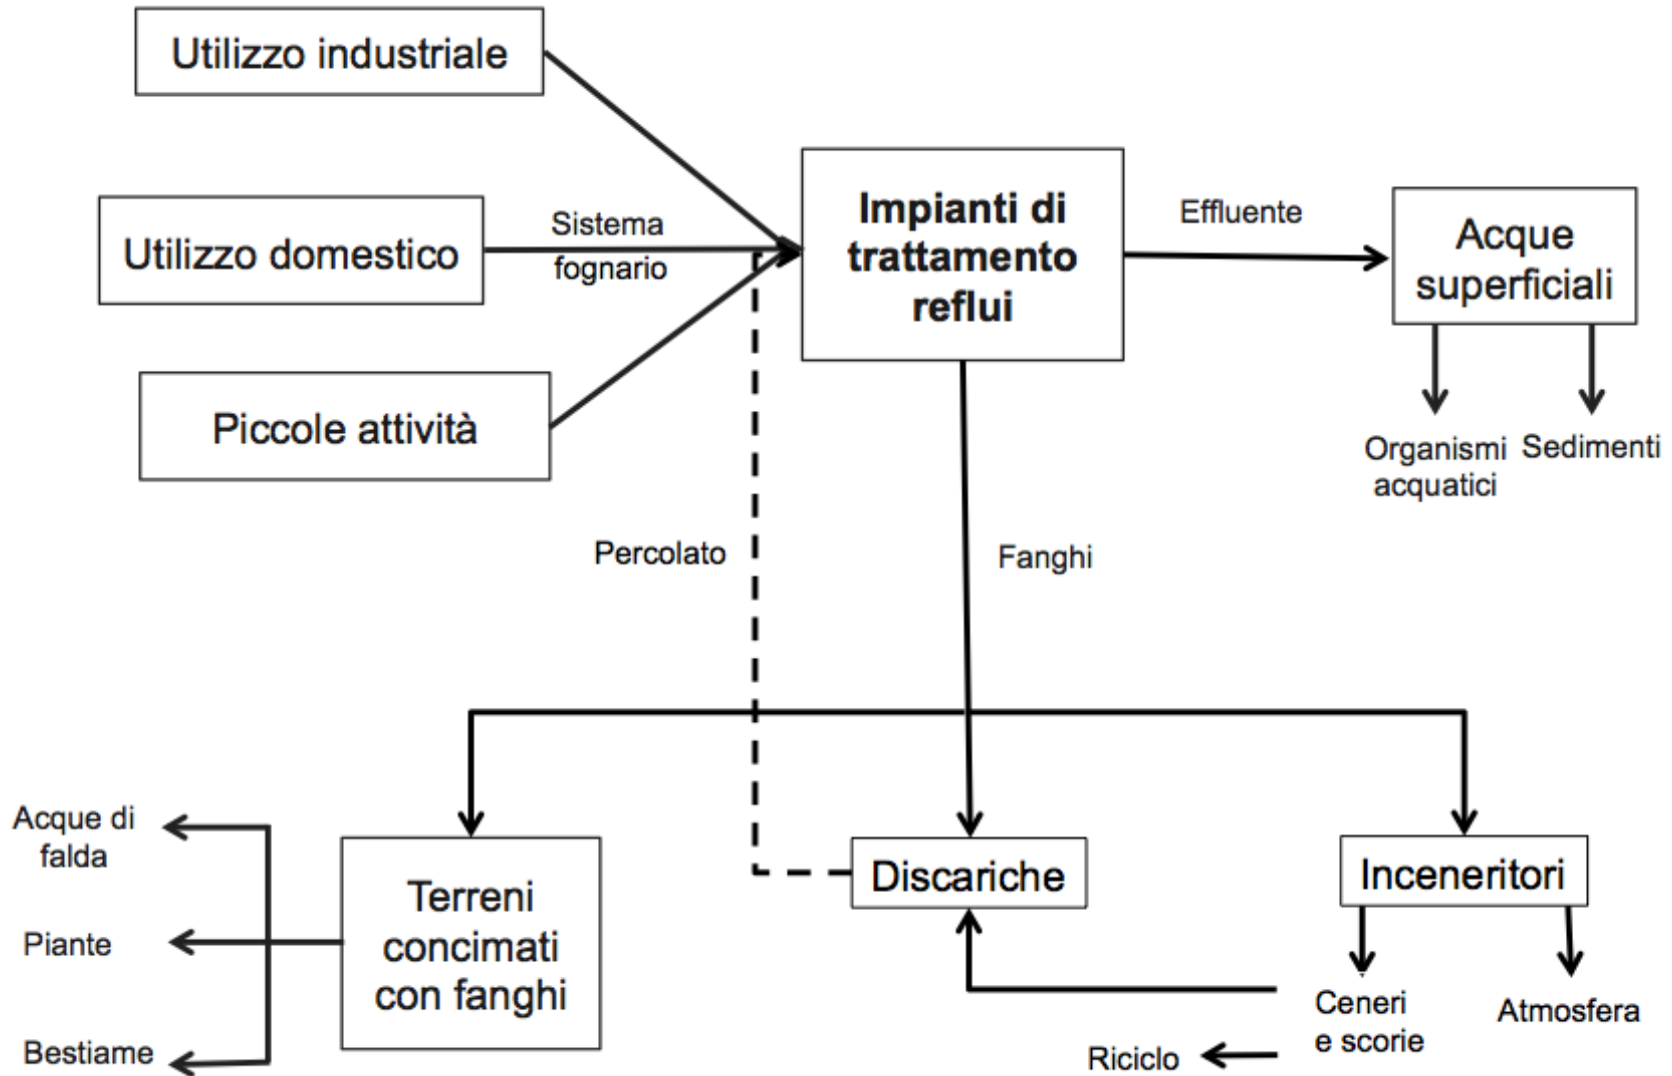 Utilizzo industriale
Utilizzo domestico
Piccole attività
Sistema
fognario
Impianti di
trattamento
reflui
Effluente
Acque
superficiali
Organismi
acquatici
Sedimenti
Percolato
Fanghi
Acque di
falda
Piante
Bestiame
Terreni
concimati
con fanghi
Discariche
Inceneritori
Ceneri
e scorie
Atmosfera
Riciclo